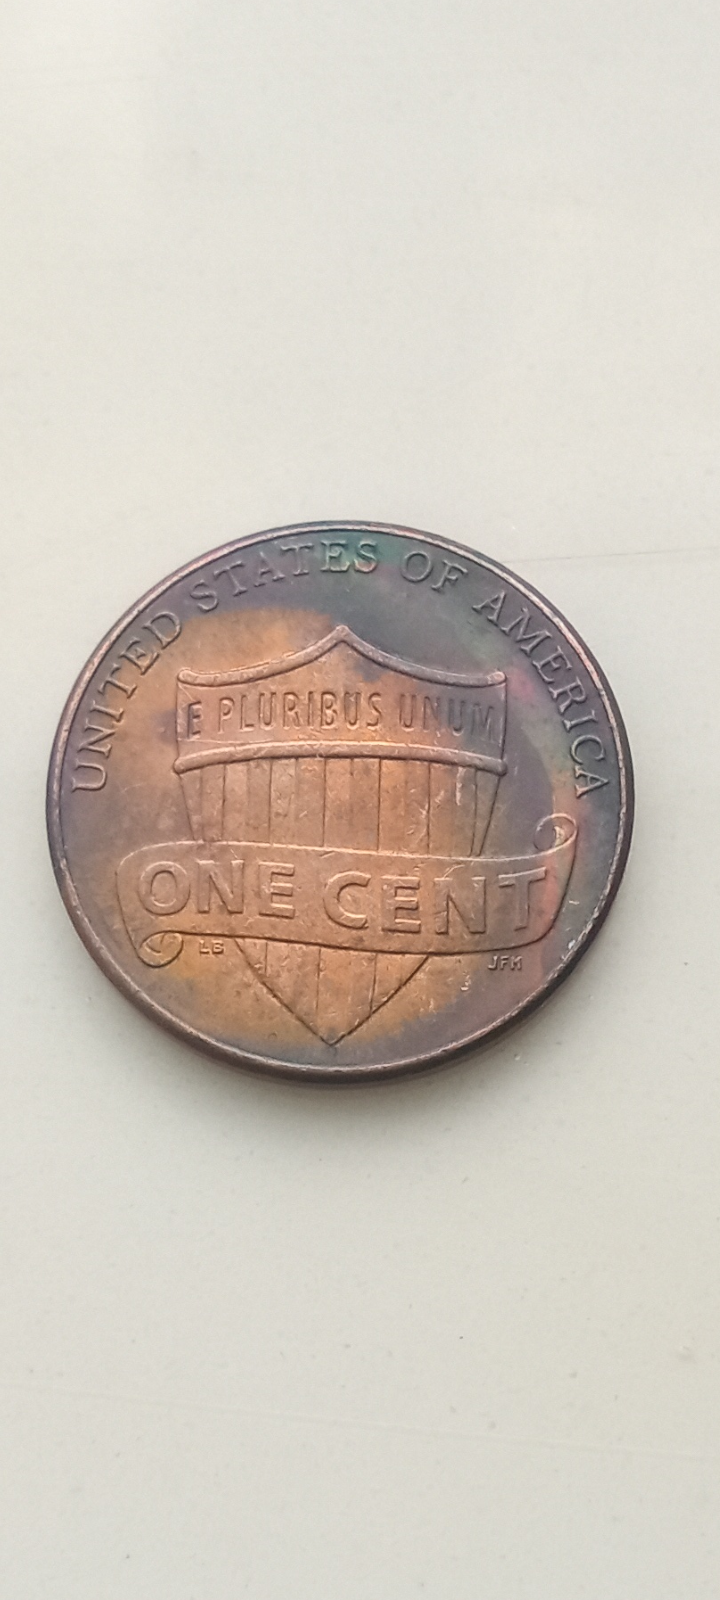 UNITED STATES OF AMERICA
E PLURIBUS UNUM
ONE CENT
LB
JFM